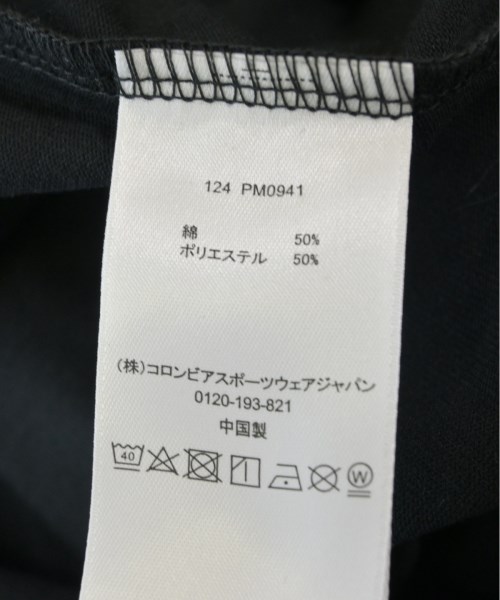 124 PM0941
綿 50%
ポリエステル 50%
(株)コロンビアスポーツウェアジャパン
0120-193-821
中国製
40
W